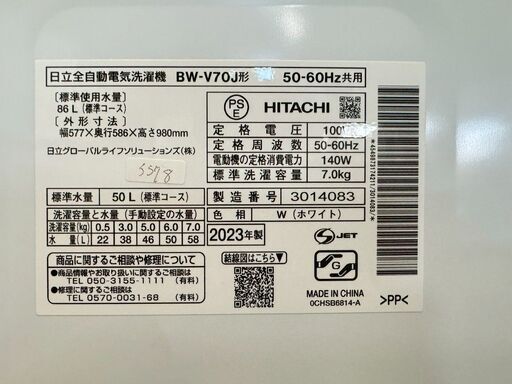 日立全自動電気洗濯機 BW-V70J形 50-60Hz共用
[標準使用水量]
86L(標準コース)
[外形寸法]
幅577×奥行586×高さ980mm
日立グローバルライフソリューションズ(株)
5578
PS
E
HITACHI
定格電圧 100V
定格周波数 50-60Hz
電動機の定格消費電力 140W
標準洗濯容量 7.0kg
標準水量 50L(標準コース)
製造番号 3014083
洗濯容量と水量(手動設定の水量)
洗濯容量(kg) 0.5 3.0 5.0 6.0 7.0
水量(L) 22 38 46 50 58
色相 W(ホワイト)
2023年製
S JET
商品に関するご相談や修理について
商品情報やお取り扱いに関するご相談
TEL 050-3155-1111 (有料)
修理などに関するご相談
TEL 0570-0031-68 (有料)
結線図はこちら
MADE IN CHINA
0CHSB6814-A
>PP<